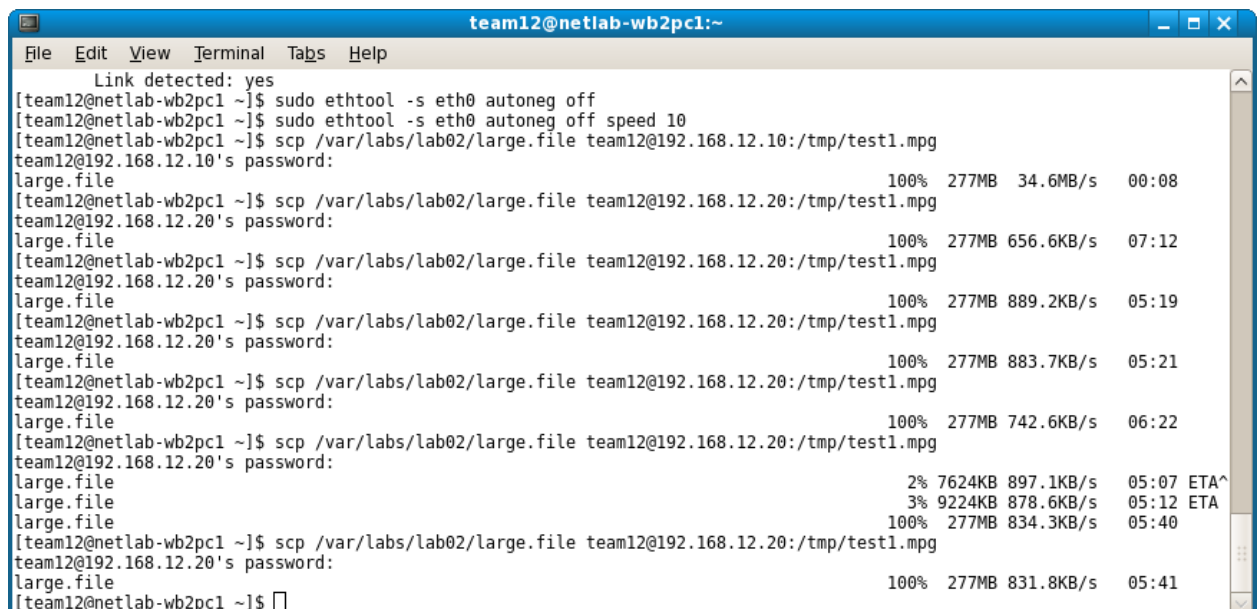 team12@netlab-wb2pc1:~
File Edit View Terminal Tabs Help
Link detected: yes
[team12@netlab-wb2pc1 ~]$ sudo ethtool -s eth0 autoneg off
[team12@netlab-wb2pc1 ~]$ sudo ethtool -s eth0 autoneg off speed 10
[team12@netlab-wb2pc1 ~]$ scp /var/labs/lab02/large.file team12@192.168.12.10:/tmp/test1.mpg
team12@192.168.12.10's password:
large.file 100% 277MB 34.6MB/s 00:08
[team12@netlab-wb2pc1 ~]$ scp /var/labs/lab02/large.file team12@192.168.12.20:/tmp/test1.mpg
team12@192.168.12.20's password:
large.file 100% 277MB 656.6KB/s 07:12
[team12@netlab-wb2pc1 ~]$ scp /var/labs/lab02/large.file team12@192.168.12.20:/tmp/test1.mpg
team12@192.168.12.20's password:
large.file 100% 277MB 889.2KB/s 05:19
[team12@netlab-wb2pc1 ~]$ scp /var/labs/lab02/large.file team12@192.168.12.20:/tmp/test1.mpg
team12@192.168.12.20's password:
large.file 100% 277MB 883.7KB/s 05:21
[team12@netlab-wb2pc1 ~]$ scp /var/labs/lab02/large.file team12@192.168.12.20:/tmp/test1.mpg
team12@192.168.12.20's password:
large.file 100% 277MB 742.6KB/s 06:22
[team12@netlab-wb2pc1 ~]$ scp /var/labs/lab02/large.file team12@192.168.12.20:/tmp/test1.mpg
team12@192.168.12.20's password:
large.file 2% 7624KB 897.1KB/s 05:07 ETA^
large.file 3% 9224KB 878.6KB/s 05:12 ETA
large.file 100% 277MB 834.3KB/s 05:40
[team12@netlab-wb2pc1 ~]$ scp /var/labs/lab02/large.file team12@192.168.12.20:/tmp/test1.mpg
team12@192.168.12.20's password:
large.file 100% 277MB 831.8KB/s 05:41
[team12@netlab-wb2pc1 ~]$